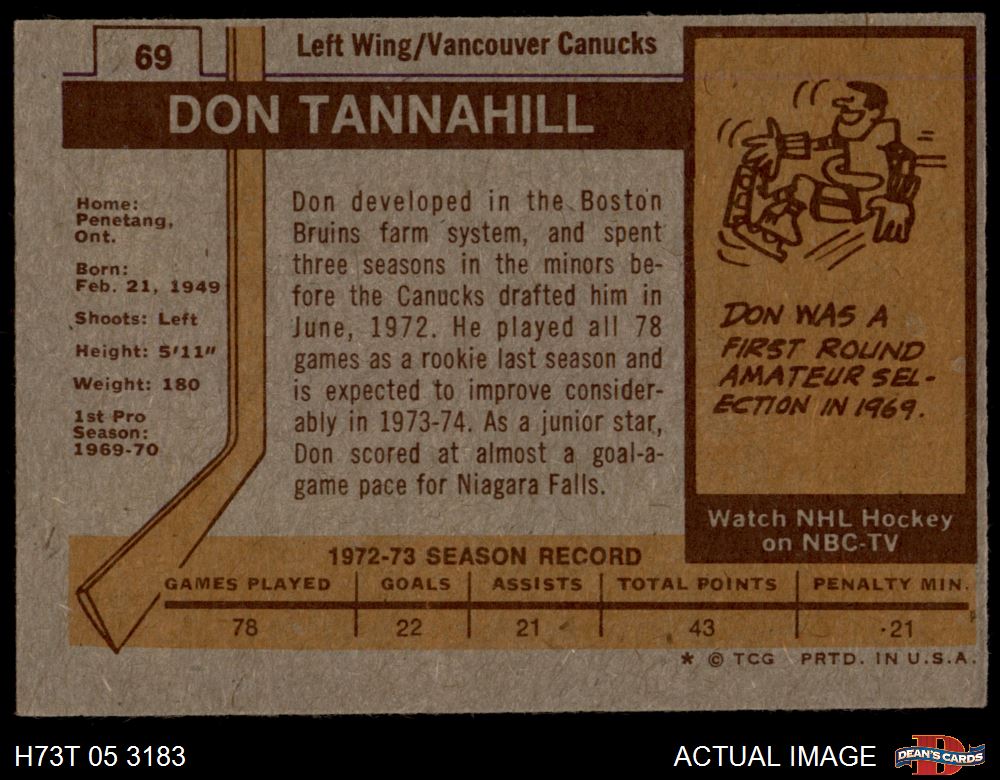 69
Left Wing/Vancouver Canucks
DON TANNAHILL
Home:
Penetang,
Ont.
Born:
Feb. 21, 1949
Shoots: Left
Height: 5'11"
Weight: 180
1st Pro
Season:
1969-70
Don developed in the Boston
Bruins farm system, and spent
three seasons in the minors be-
fore the Canucks drafted him in
June, 1972. He played all 78
games as a rookie last season and
is expected to improve consider-
ably in 1973-74. As a junior star,
Don scored at almost a goal-a-
game pace for Niagara Falls.
DON WAS A
FIRST ROUND
AMATEUR SEL-
ECTION IN 1969.
Watch NHL Hockey
on NBC-TV
1972-73 SEASON RECORD
GAMES PLAYED GOALS ASSISTS TOTAL POINTS PENALTY MIN.
78 22 21 43 21
* © TCG PRTD. IN U.S.A.
H73T 05 3183 ACTUAL IMAGE
D
DEAN'S CARDS